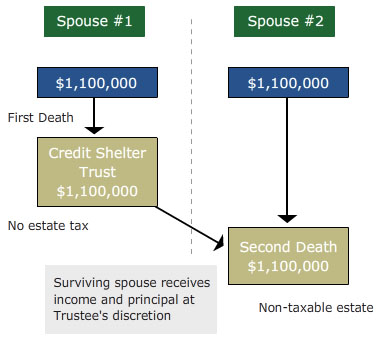 Spouse #1
Spouse #2
$1,100,000
$1,100,000
First Death
Credit Shelter
Trust
$1,100,000
No estate tax
Second Death
$1,100,000
Surviving spouse receives
income and principal at
Trustee's discretion
Non-taxable estate